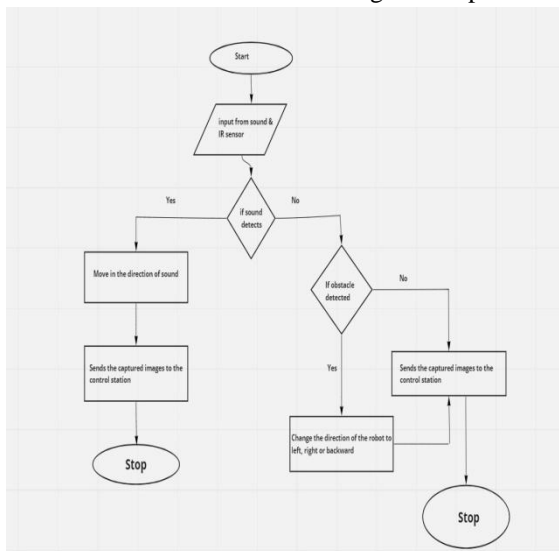 Start
input from sound &
IR sensor
Yes
No
if sound
detects
Move in the direction of sound
If obstacle
detected
No
Sends the captured images to the
control station
Yes
Sends the captured images to the
control station
Change the direction of the robot to
left, right or backward
Stop
Stop